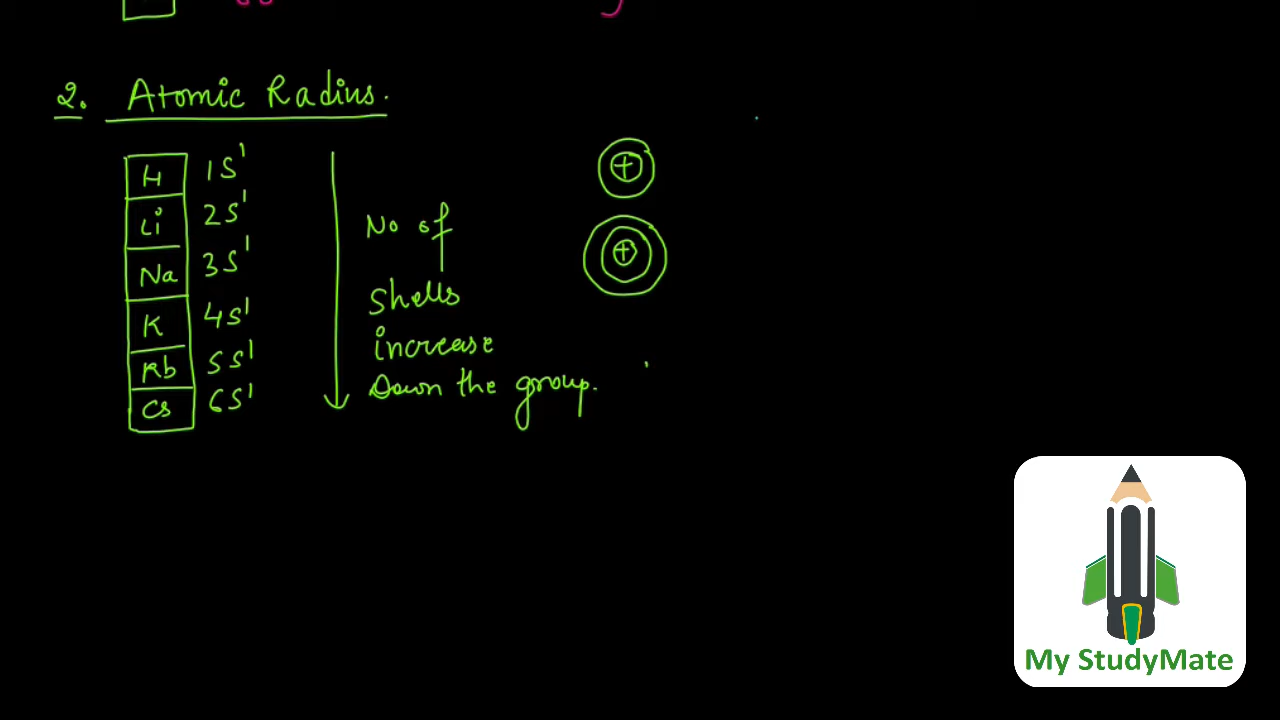 2. Atomic Radius.
H 1S¹
Li 2S¹
Na 3S¹
K 4S¹
Rb 5S¹
Cs 6S¹
No of
shells
increase
Down the group.
+
+
My StudyMate